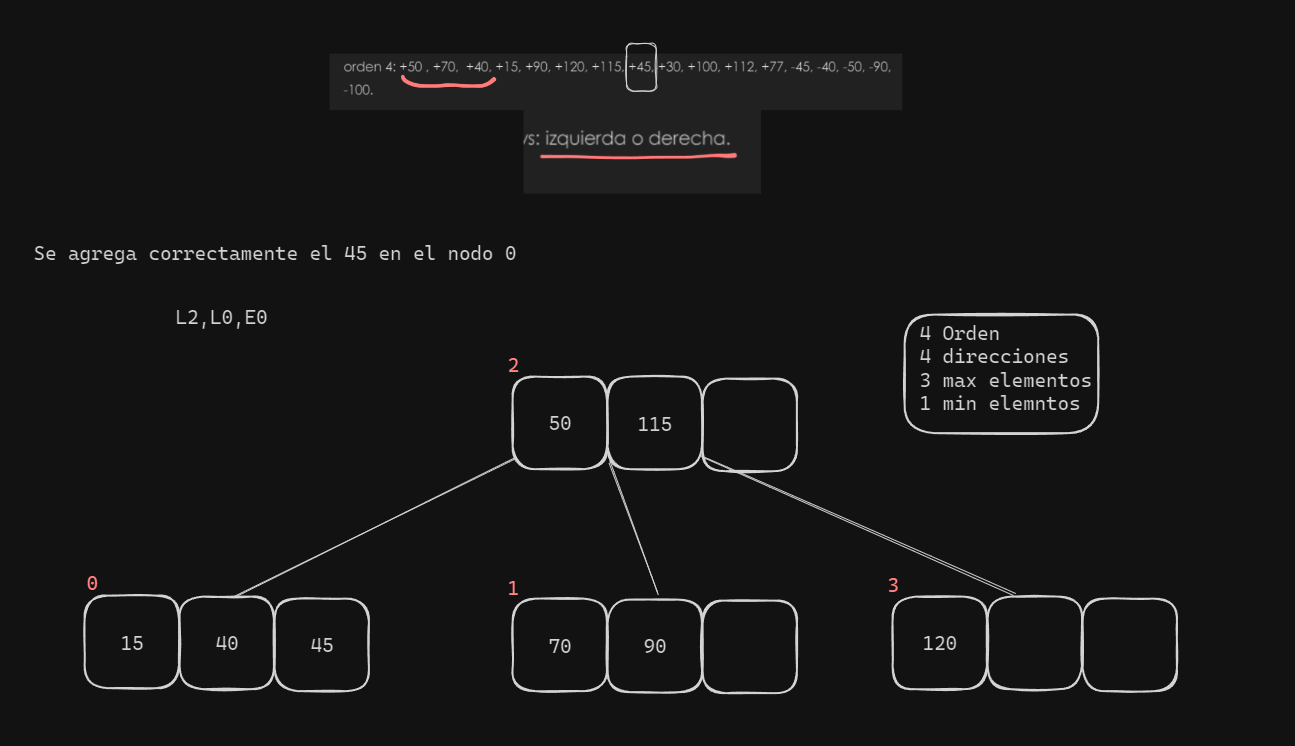 orden 4: +50 , +70, +40, +15, +90, +120, +115, +45, +30, +100, +112, +77, -45, -40, -50, -90,
-100.
s: izquierda o derecha.
Se agrega correctamente el 45 en el nodo 0
L2,L0,E0
4 Orden
4 direcciones
3 max elementos
1 min elemntos
2
50 115
0
15 40 45
1
70 90
3
120